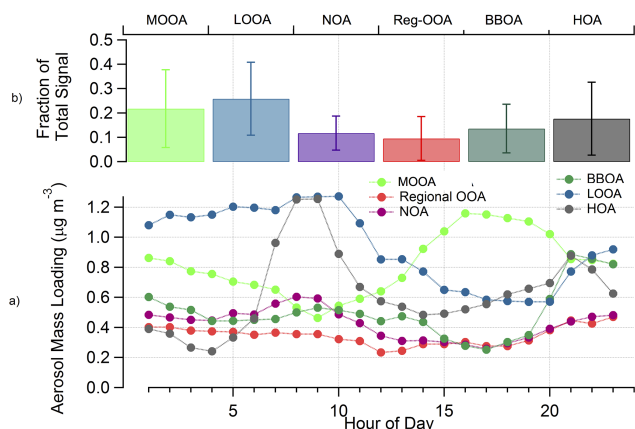 MOOA LOOA NOA Reg-OOA BBOA HOA
b)
Fraction of
Total Signal
0.5
0.4
0.3
0.2
0.1
0.0
MOOA
Regional OOA
NOA
BBOA
LOOA
HOA
a)
Aerosol Mass Loading (µg m⁻³)
1.2
1.0
0.8
0.6
0.4
0.2
0.0
5 10 15 20
Hour of Day